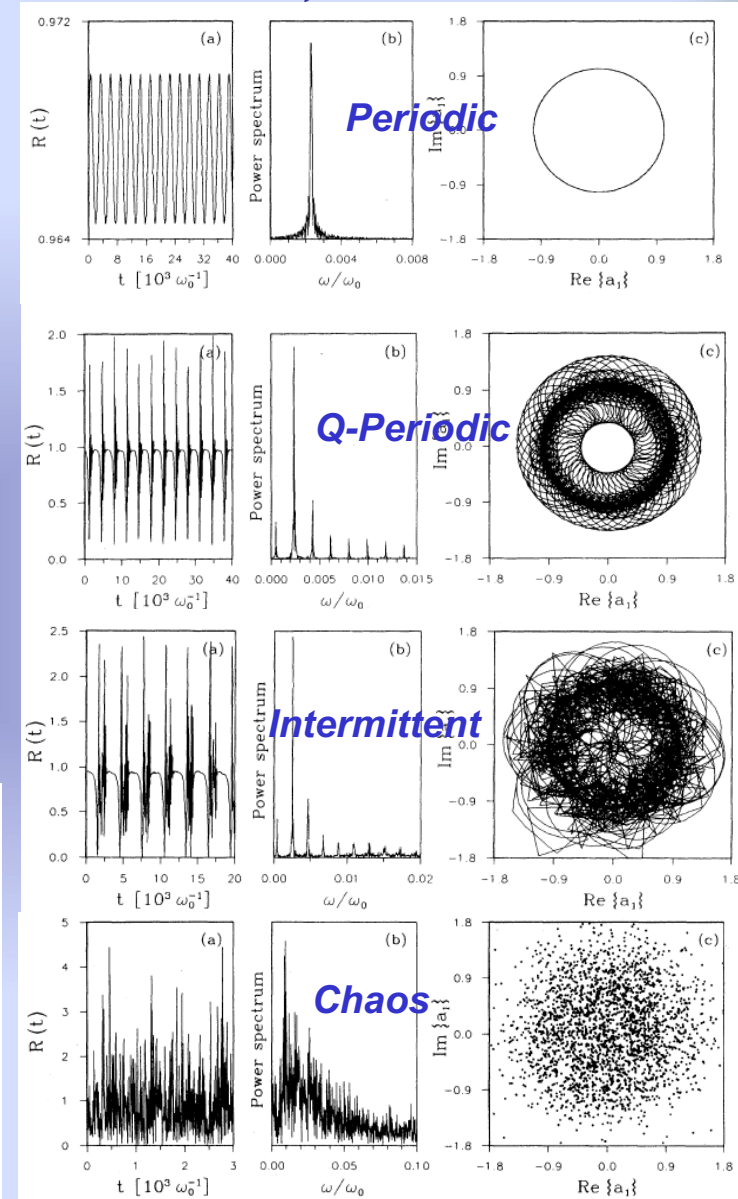 0.972
(a)
(b)
1.8
(c)
0.9
Periodic
R (t)
Power spectrum
0.0
−0.9
0.964
−1.8
0 8 16 24 32 40
0.000 0.004 0.008
−1.8 −0.9 0.0 0.9 1.8
t [10³ ω₀⁻¹]
ω/ω₀
Re {a₁}
2.0
(a)
(b)
1.8
(c)
1.5
0.9
Q-Periodic
R (t)
1.0
Power spectrum
0.0
0.5
−0.9
0.0
−1.8
0 10 20 30 40
0.000 0.005 0.010 0.015
−1.8 −0.9 0.0 0.9 1.8
t [10³ ω₀⁻¹]
ω/ω₀
Re {a₁}
2.5
(a)
(b)
1.8
(c)
2.0
0.9
Intermittent
R (t)
1.5
Power spectrum
0.0
1.0
0.5
−0.9
0.0
−1.8
0 5 10 15 20
0.00 0.02
−1.8 −0.9 0.0 0.9 1.8
t [10³ ω₀⁻¹]
ω/ω₀
Re {a₁}
5
(a)
(b)
1.8
(c)
4
0.9
Chaos
R (t)
3
Power spectrum
Im {a₁}
0.0
2
1
−0.9
0
−1.8
0 1 2 3
0.00 0.05 0.10
−1.8 −0.9 0.0 0.9 1.8
t [10³ ω₀⁻¹]
ω/ω₀
Re {a₁}